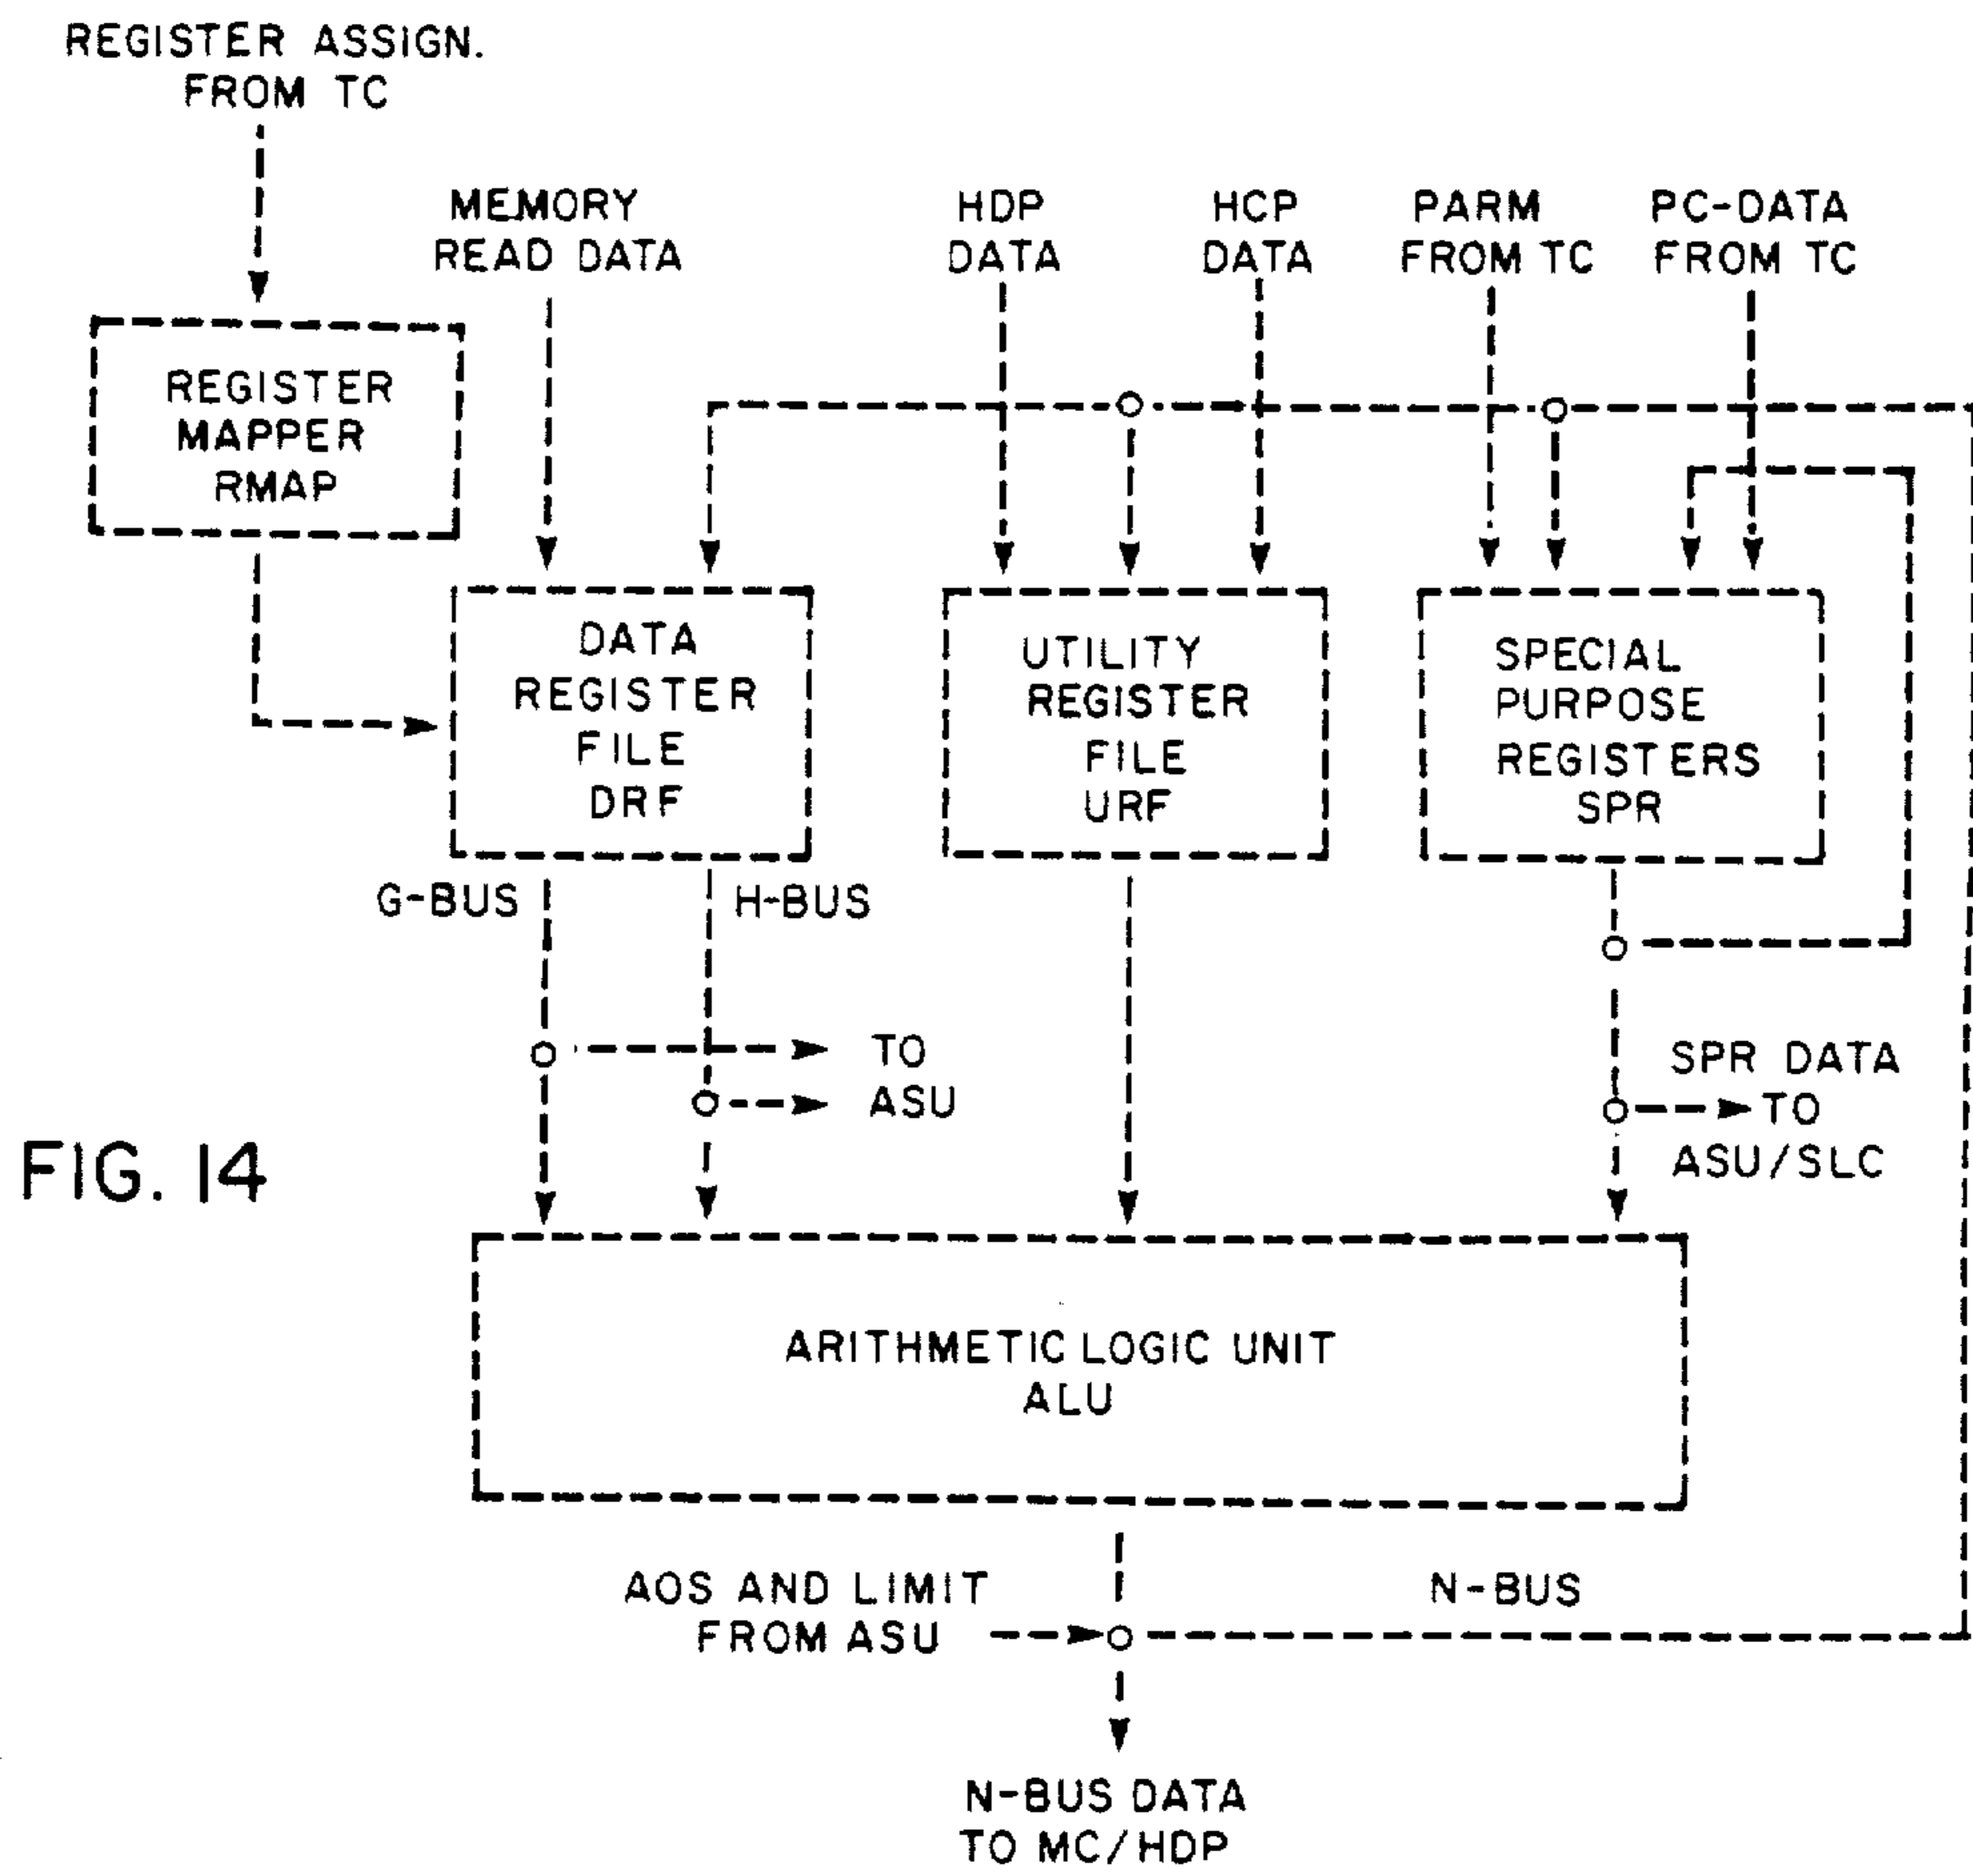 REGISTER ASSIGN.
FROM TC
MEMORY
READ DATA
HDP
DATA
HCP
DATA
PARM
FROM TC
PC-DATA
FROM TC
REGISTER
MAPPER
RMAP
DATA
REGISTER
FILE
DRF
UTILITY
REGISTER
FILE
URF
SPECIAL
PURPOSE
REGISTERS
SPR
G-BUS
H-BUS
TO
ASU
SPR DATA
TO
ASU/SLC
FIG. 14
ARITHMETIC LOGIC UNIT
ALU
AOS AND LIMIT
FROM ASU
N-BUS
N-BUS DATA
TO MC/HDP